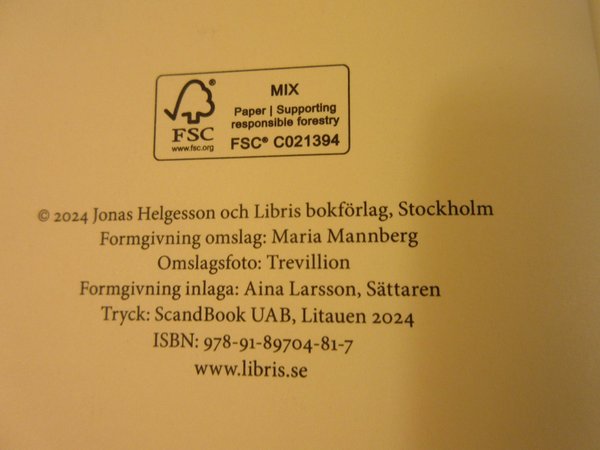 FSC®
www.fsc.org
MIX
Paper | Supporting
responsible forestry
FSC® C021394
© 2024 Jonas Helgesson och Libris bokförlag, Stockholm
Formgivning omslag: Maria Mannberg
Omslagsfoto: Trevillion
Formgivning inlaga: Aina Larsson, Sättaren
Tryck: ScandBook UAB, Litauen 2024
ISBN: 978-91-89704-81-7
www.libris.se